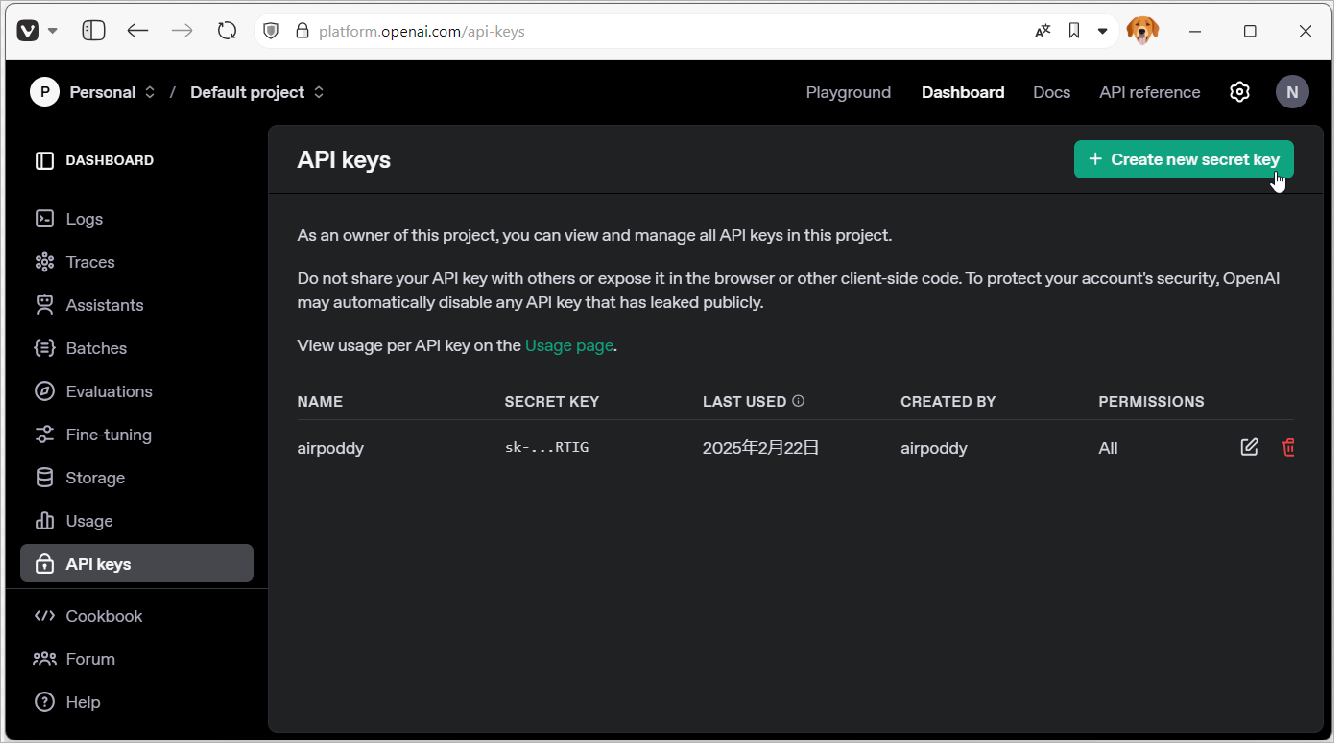 platform.openai.com/api-keys
P Personal / Default project
Playground Dashboard Docs API reference N
DASHBOARD
Logs
Traces
Assistants
Batches
Evaluations
Fine-tuning
Storage
Usage
API keys
Cookbook
Forum
Help
API keys
+ Create new secret key
As an owner of this project, you can view and manage all API keys in this project.
Do not share your API key with others or expose it in the browser or other client-side code. To protect your account's security, OpenAI
may automatically disable any API key that has leaked publicly.
View usage per API key on the Usage page.
NAME SECRET KEY LAST USED CREATED BY PERMISSIONS
airpoddy sk-...RTIG 2025年2月22日 airpoddy All